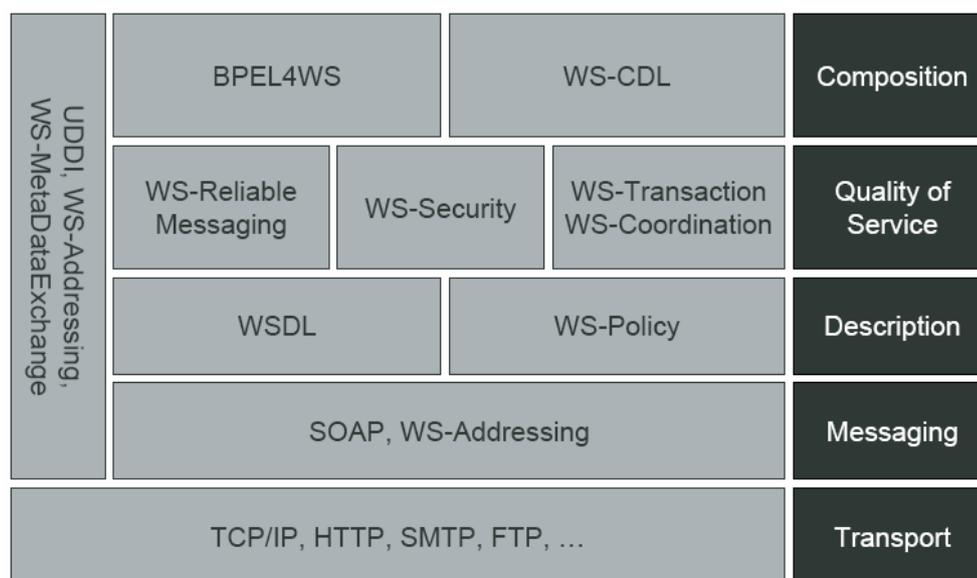 UDDI, WS-Addressing,
WS-MetaDataExchange
BPEL4WS
WS-CDL
Composition
WS-Reliable
Messaging
WS-Security
WS-Transaction
WS-Coordination
Quality of
Service
WSDL
WS-Policy
Description
SOAP, WS-Addressing
Messaging
TCP/IP, HTTP, SMTP, FTP, …
Transport